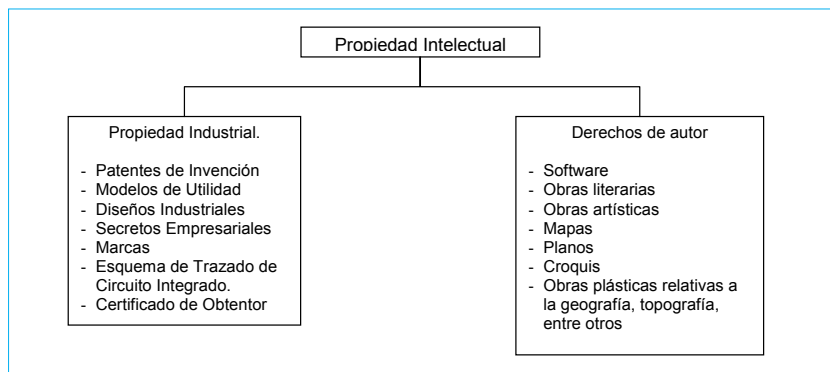 Propiedad Intelectual
Propiedad Industrial.
- Patentes de Invención
- Modelos de Utilidad
- Diseños Industriales
- Secretos Empresariales
- Marcas
- Esquema de Trazado de
Circuito Integrado.
- Certificado de Obtentor
Derechos de autor
- Software
- Obras literarias
- Obras artísticas
- Mapas
- Planos
- Croquis
- Obras plásticas relativas a
la geografía, topografía,
entre otros